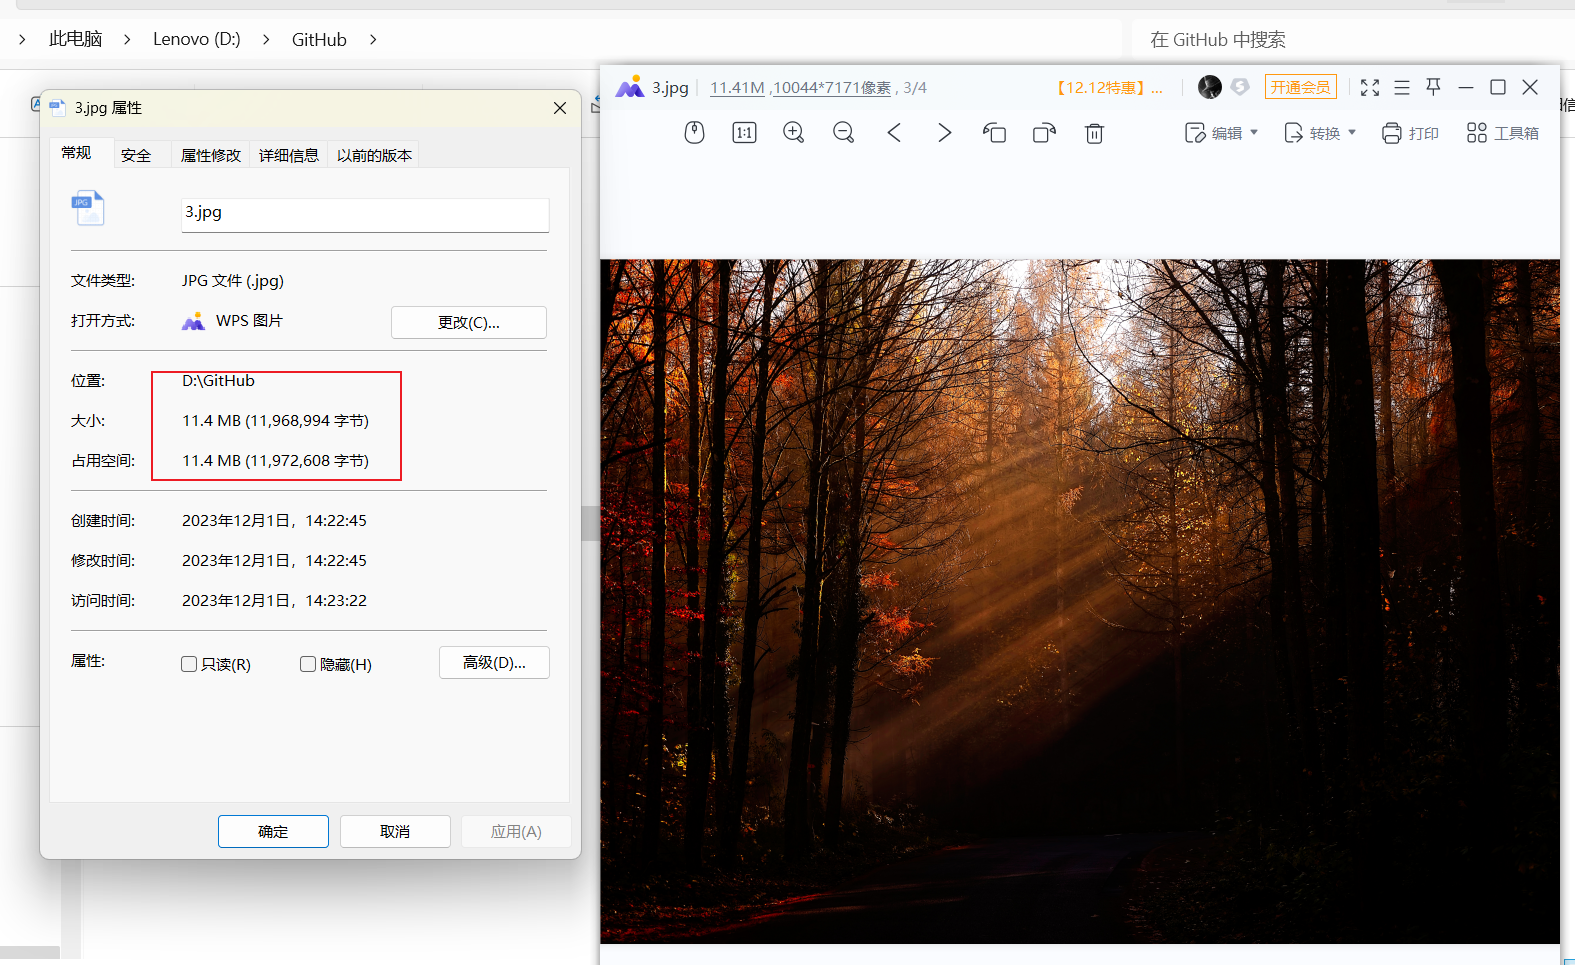 此电脑 Lenovo (D:) GitHub
在 GitHub 中搜索
3.jpg 属性
常规 安全 属性修改 详细信息 以前的版本
JPG
3.jpg
文件类型: JPG 文件 (.jpg)
打开方式: WPS 图片 更改(C)...
位置: D:\GitHub
大小: 11.4 MB (11,968,994 字节)
占用空间: 11.4 MB (11,972,608 字节)
创建时间: 2023年12月1日，14:22:45
修改时间: 2023年12月1日，14:22:45
访问时间: 2023年12月1日，14:23:22
属性: 只读(R) 隐藏(H) 高级(D)...
确定 取消 应用(A)
3.jpg 11.41M ,10044*7171像素 , 3/4 【12.12特惠】... 开通会员
1:1 编辑 转换 打印 工具箱